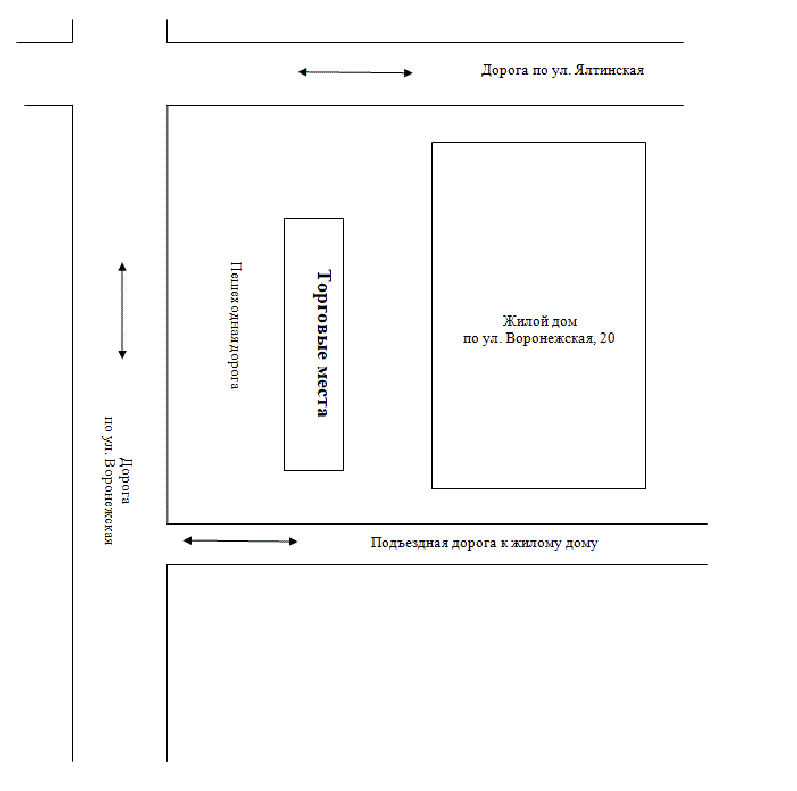 Дорога по ул. Ялтинская
Пешеходная дорога
Торговые места
Жилой дом
по ул. Воронежская, 20
Дорога
по ул. Воронежская
Подъездная дорога к жилому дому